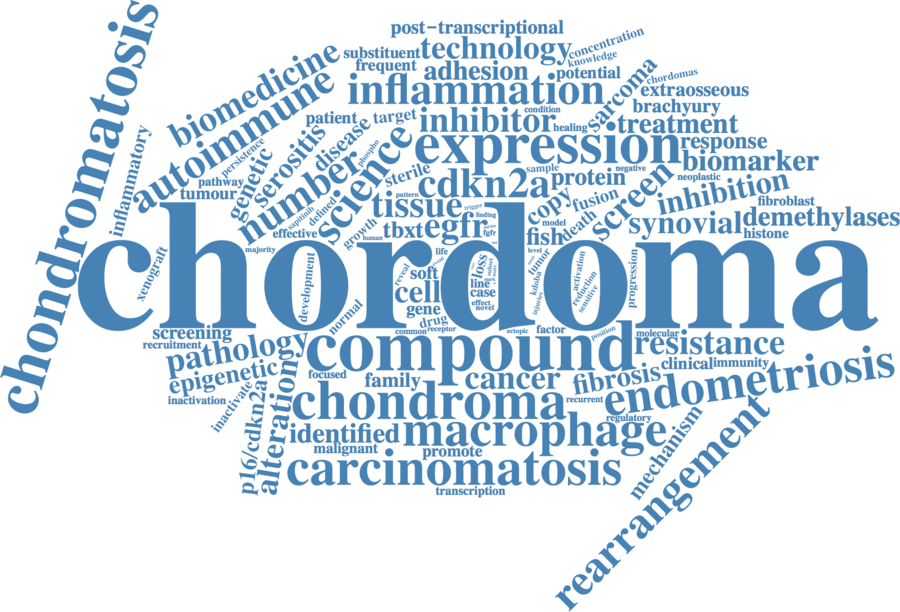 chondromatosis
post-transcriptional
substituent
technology
concentration
knowledge
frequent
adhesion
potential
chordomas
biomedicine
autoimmune
inflammation
sarcoma
extraosseous
brachyury
condition
patient
target
inhibitor
healing
treatment
inflammatory
persistence
genetic
serositis
disease
phospho
science
expression
response
biomarker
pathway
tumour
number
sterile
sample
negative
cdkn2a
protein
screen
neoplastic
inhibition
pattern
tissue
trigger
copy
fusion
fibroblast
sapitinib
defined
growth
finding
model
death
synovial
demethylases
effective
human
tbxt
egfr
fgfr
fish
histone
majority
chordoma
life
level
tumor
xenograft
development
reveal
soft
loss
subset
kdoba
activation
reduction
sensitive
injuries
progression
cell
line
case
normal
gene
effect
novel
drug
screening
recruitment
common
receptor
ectopic
factor
position
molecular
pathology
compound
resistance
epigenetic
focused
family
cancer
fibrosis
clinical
immunity
inactivation
inactivate
p16/cdkn2a
alteration
chondroma
recurrent
endometriosis
regulatory
identified
macrophage
mechanism
rearrangement
malignant
promote
carcinomatosis
transcription